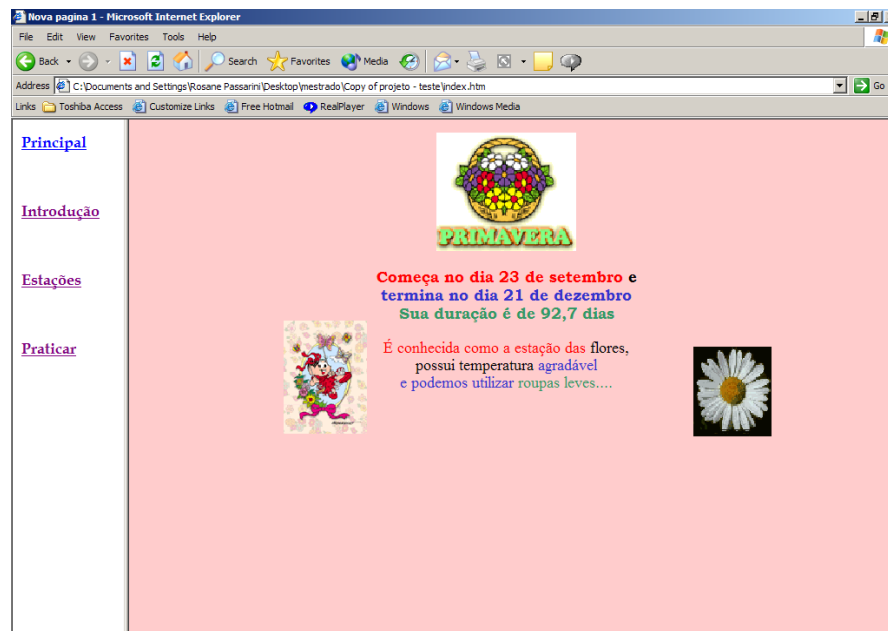 Nova pagina 1 - Microsoft Internet Explorer
File Edit View Favorites Tools Help
Back Search Favorites Media
Address C:\Documents and Settings\Rosane Passarini\Desktop\mestrado\Copy of projeto - teste\index.htm Go
Links Toshiba Access Customize Links Free Hotmail RealPlayer Windows Windows Media
Principal
Introdução
Estações
Praticar
PRIMAVERA
Começa no dia 23 de setembro e
termina no dia 21 de dezembro
Sua duração é de 92,7 dias
É conhecida como a estação das flores,
possui temperatura agradável
e podemos utilizar roupas leves....